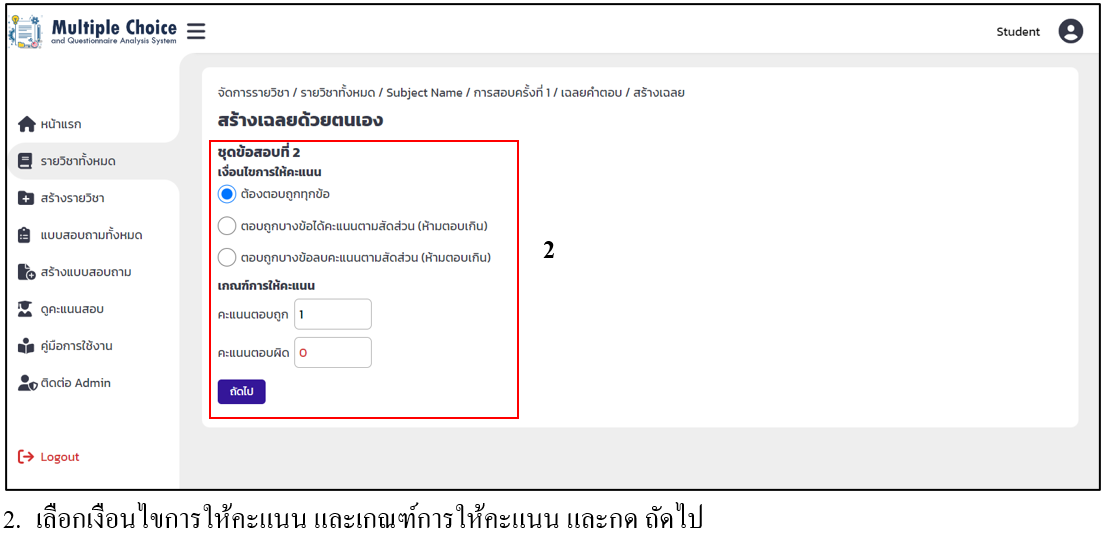 Multiple Choice
and Questionnaire Analysis System
Student
จัดการรายวิชา / รายวิชาทั้งหมด / Subject Name / การสอบครั้งที่ 1 / เฉลยคำตอบ / สร้างเฉลย
สร้างเฉลยด้วยตนเอง
หน้าแรก
รายวิชาทั้งหมด
สร้างรายวิชา
แบบสอบถามทั้งหมด
สร้างแบบสอบถาม
ดูคะแนนสอบ
คู่มือการใช้งาน
ติดต่อ Admin
Logout
ชุดข้อสอบที่ 2
เงื่อนไขการให้คะแนน
ต้องตอบถูกทุกข้อ
ตอบถูกบางข้อได้คะแนนตามสัดส่วน (ห้ามตอบเกิน)
ตอบถูกบางข้อลบคะแนนตามสัดส่วน (ห้ามตอบเกิน)
เกณฑ์การให้คะแนน
คะแนนตอบถูก 1
คะแนนตอบผิด 0
ถัดไป
2
2. เลือกเงื่อนไขการให้คะแนน และเกณฑ์การให้คะแนน และกด ถัดไป